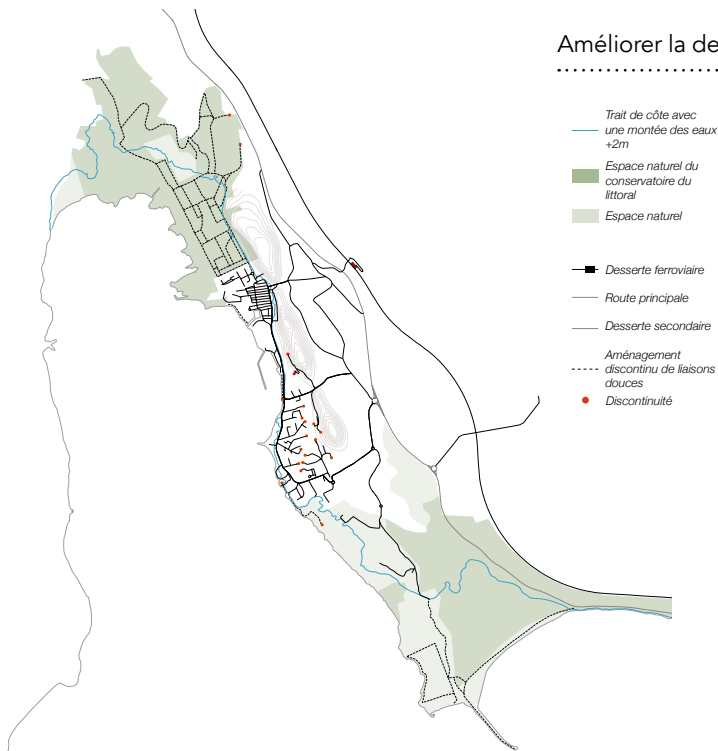 Améliorer la de
Trait de côte avec
une montée des eaux
+2m
Espace naturel du
conservatoire du
littoral
Espace naturel
Desserte ferroviaire
Route principale
Desserte secondaire
Aménagement
discontinu de liaisons
douces
Discontinuité